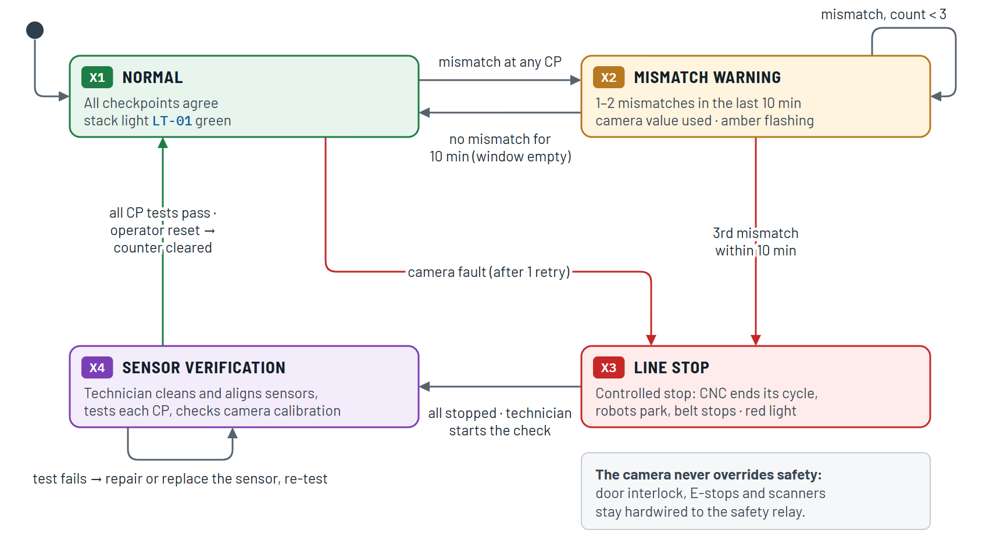 mismatch, count < 3
X1 NORMAL
All checkpoints agree
stack light LT-01 green
mismatch at any CP
no mismatch for
10 min (window empty)
X2 MISMATCH WARNING
1–2 mismatches in the last 10 min
camera value used · amber flashing
all CP tests pass ·
operator reset →
counter cleared
camera fault (after 1 retry)
3rd mismatch
within 10 min
X4 SENSOR VERIFICATION
Technician cleans and aligns sensors,
tests each CP, checks camera calibration
all stopped · technician
starts the check
X3 LINE STOP
Controlled stop: CNC ends its cycle,
robots park, belt stops · red light
test fails → repair or replace the sensor, re-test
The camera never overrides safety:
door interlock, E-stops and scanners
stay hardwired to the safety relay.